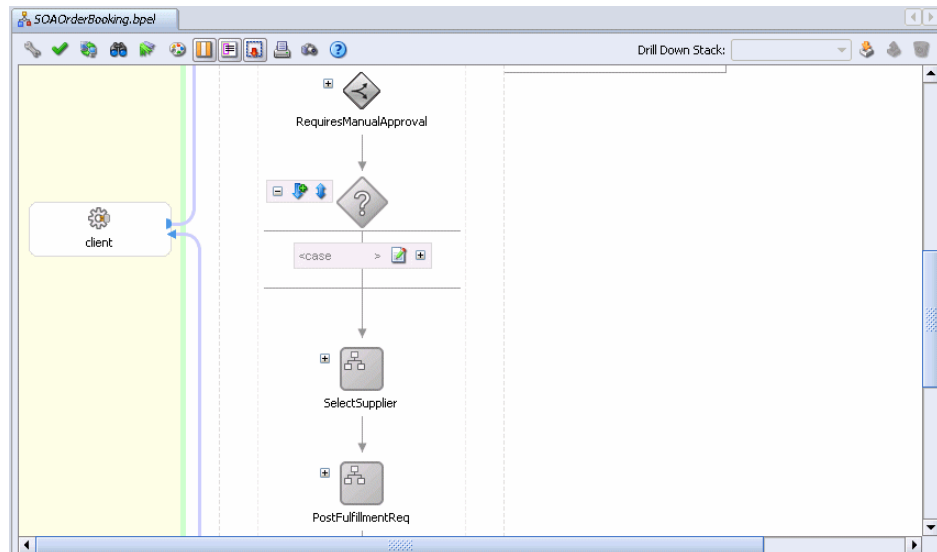 SOAOrderBooking.bpel
Drill Down Stack:
RequiresManualApproval
client
<case >
SelectSupplier
PostFulfillmentReq